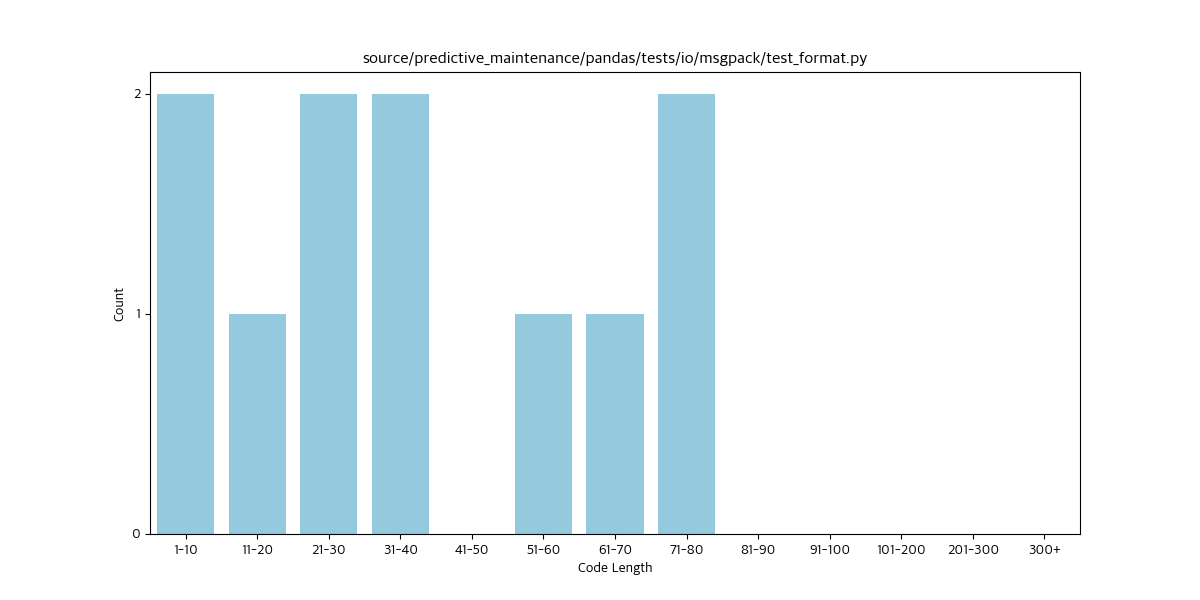 source/predictive_maintenance/pandas/tests/io/msgpack/test_format.py
2
1
0
Count
1-10 11-20 21-30 31-40 41-50 51-60 61-70 71-80 81-90 91-100 101-200 201-300 300+
Code Length